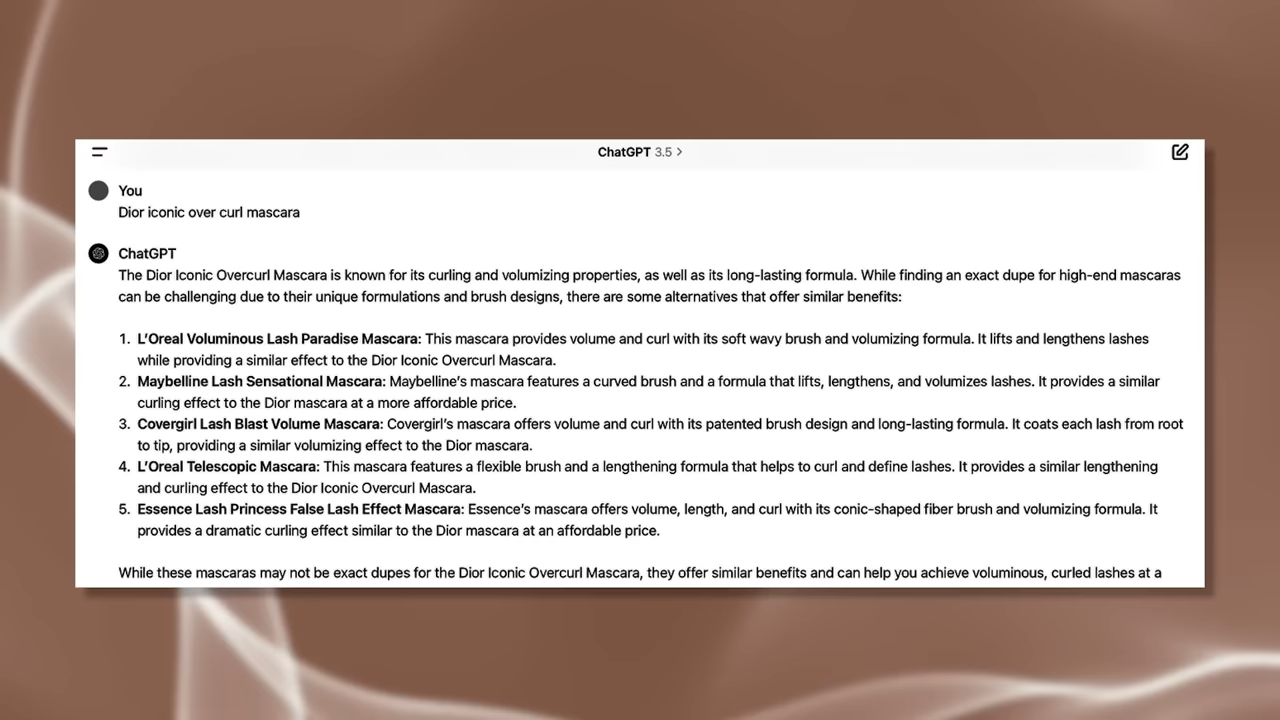 ChatGPT 3.5 >
You
Dior iconic over curl mascara
ChatGPT
The Dior Iconic Overcurl Mascara is known for its curling and volumizing properties, as well as its long-lasting formula. While finding an exact dupe for high-end mascaras
can be challenging due to their unique formulations and brush designs, there are some alternatives that offer similar benefits:
1. L’Oreal Voluminous Lash Paradise Mascara: This mascara provides volume and curl with its soft wavy brush and volumizing formula. It lifts and lengthens lashes
while providing a similar effect to the Dior Iconic Overcurl Mascara.
2. Maybelline Lash Sensational Mascara: Maybelline’s mascara features a curved brush and a formula that lifts, lengthens, and volumizes lashes. It provides a similar
curling effect to the Dior mascara at a more affordable price.
3. Covergirl Lash Blast Volume Mascara: Covergirl’s mascara offers volume and curl with its patented brush design and long-lasting formula. It coats each lash from root
to tip, providing a similar volumizing effect to the Dior mascara.
4. L’Oreal Telescopic Mascara: This mascara features a flexible brush and a lengthening formula that helps to curl and define lashes. It provides a similar lengthening
and curling effect to the Dior Iconic Overcurl Mascara.
5. Essence Lash Princess False Lash Effect Mascara: Essence’s mascara offers volume, length, and curl with its conic-shaped fiber brush and volumizing formula. It
provides a dramatic curling effect similar to the Dior mascara at an affordable price.
While these mascaras may not be exact dupes for the Dior Iconic Overcurl Mascara, they offer similar benefits and can help you achieve voluminous, curled lashes at a